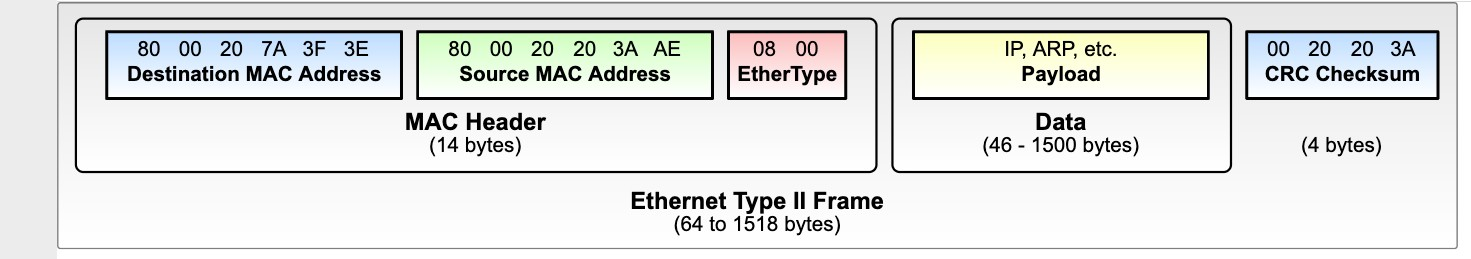 80 00 20 7A 3F 3E
Destination MAC Address
80 00 20 20 3A AE
Source MAC Address
08 00
EtherType
IP, ARP, etc.
Payload
00 20 20 3A
CRC Checksum
MAC Header
(14 bytes)
Data
(46 - 1500 bytes)
(4 bytes)
Ethernet Type II Frame
(64 to 1518 bytes)